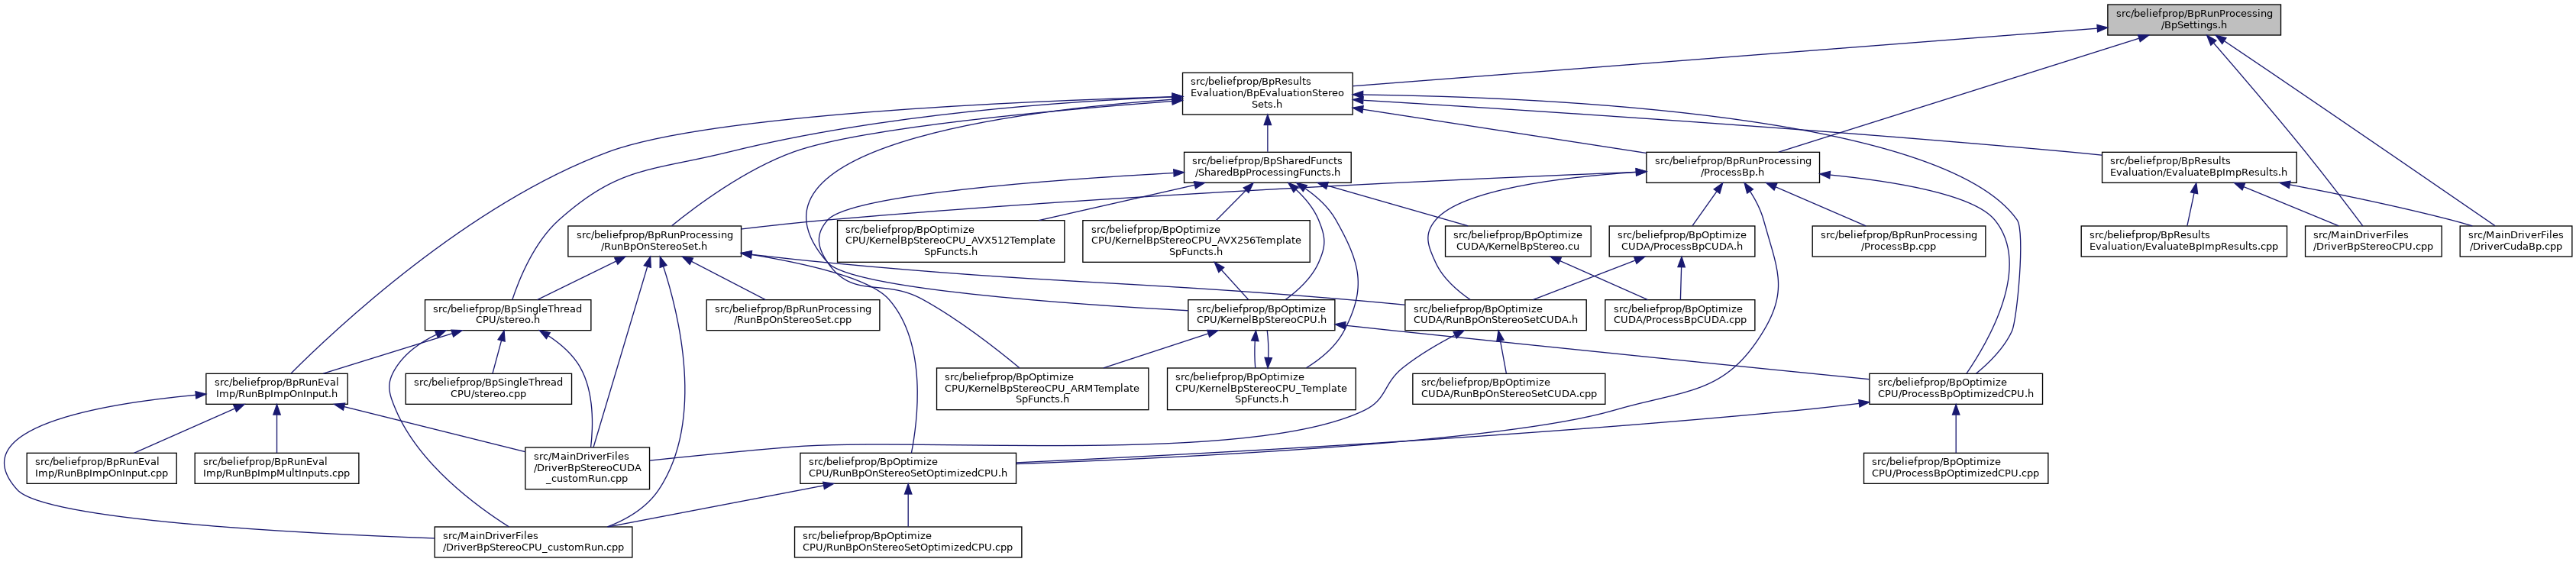 src/beliefprop/BpRunProcessing
/BpSettings.h
src/beliefprop/BpResults
Evaluation/BpEvaluationStereo
Sets.h
src/beliefprop/BpSharedFuncts
/SharedBpProcessingFuncts.h
src/beliefprop/BpRunProcessing
/ProcessBp.h
src/beliefprop/BpResults
Evaluation/EvaluateBpImpResults.h
src/beliefprop/BpRunProcessing
/RunBpOnStereoSet.h
src/beliefprop/BpOptimize
CPU/KernelBpStereoCPU_AVX512Template
SpFuncts.h
src/beliefprop/BpOptimize
CPU/KernelBpStereoCPU_AVX256Template
SpFuncts.h
src/beliefprop/BpOptimize
CUDA/KernelBpStereo.cu
src/beliefprop/BpOptimize
CUDA/ProcessBpCUDA.h
src/beliefprop/BpRunProcessing
/ProcessBp.cpp
src/beliefprop/BpResults
Evaluation/EvaluateBpImpResults.cpp
src/MainDriverFiles
/DriverBpStereoCPU.cpp
src/MainDriverFiles
/DriverCudaBp.cpp
src/beliefprop/BpSingleThread
CPU/stereo.h
src/beliefprop/BpRunProcessing
/RunBpOnStereoSet.cpp
src/beliefprop/BpOptimize
CPU/KernelBpStereoCPU.h
src/beliefprop/BpOptimize
CUDA/RunBpOnStereoSetCUDA.h
src/beliefprop/BpOptimize
CUDA/ProcessBpCUDA.cpp
src/beliefprop/BpRunEval
Imp/RunBpImpOnInput.h
src/beliefprop/BpSingleThread
CPU/stereo.cpp
src/beliefprop/BpOptimize
CPU/KernelBpStereoCPU_ARMTemplate
SpFuncts.h
src/beliefprop/BpOptimize
CPU/KernelBpStereoCPU_Template
SpFuncts.h
src/beliefprop/BpOptimize
CUDA/RunBpOnStereoSetCUDA.cpp
src/beliefprop/BpOptimize
CPU/ProcessBpOptimizedCPU.h
src/beliefprop/BpRunEval
Imp/RunBpImpOnInput.cpp
src/beliefprop/BpRunEval
Imp/RunBpImpMultInputs.cpp
src/MainDriverFiles
/DriverBpStereoCUDA
_customRun.cpp
src/beliefprop/BpOptimize
CPU/RunBpOnStereoSetOptimizedCPU.h
src/beliefprop/BpOptimize
CPU/ProcessBpOptimizedCPU.cpp
src/MainDriverFiles
/DriverBpStereoCPU_customRun.cpp
src/beliefprop/BpOptimize
CPU/RunBpOnStereoSetOptimizedCPU.cpp